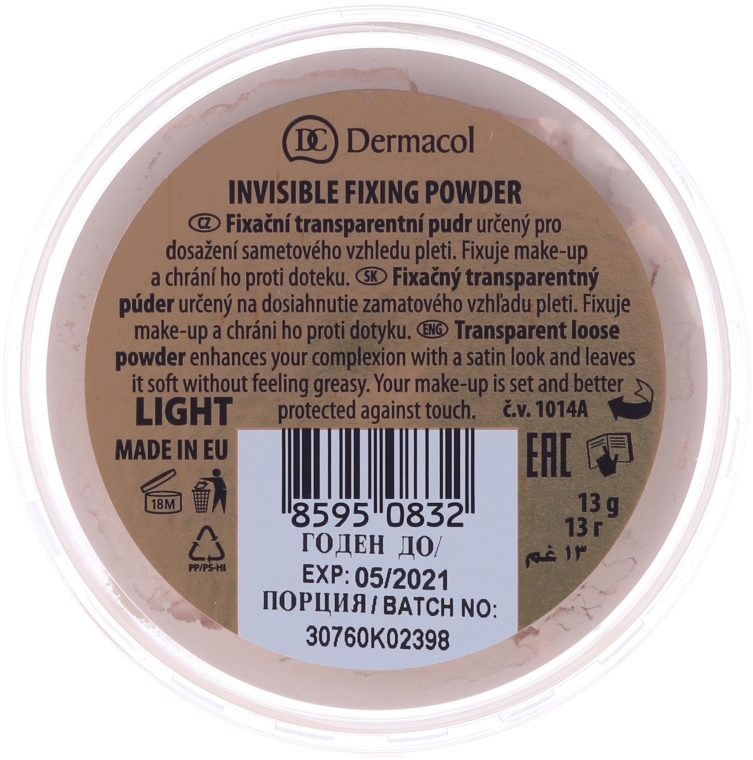 DC Dermacol
INVISIBLE FIXING POWDER
CZ Fixační transparentní pudr určený pro
dosažení sametového vzhledu pleti. Fixuje make-up
a chrání ho proti doteku. SK Fixačný transparentný
púder určený na dosiahnutie zamatového vzhľadu pleti. Fixuje
make-up a chráni ho proti dotyku. ENG Transparent loose
powder enhances your complexion with a satin look and leaves
it soft without feeling greasy. Your make-up is set and better
LIGHT protected against touch. č.v. 1014A
MADE IN EU
18M
PP/PS-HI
8595 0832
ГОДЕН ДО/
EXP: 05/2021
ПОРЦИЯ / BATCH NO:
30760K02398
EAC
13 g
13 г
١٣ غم